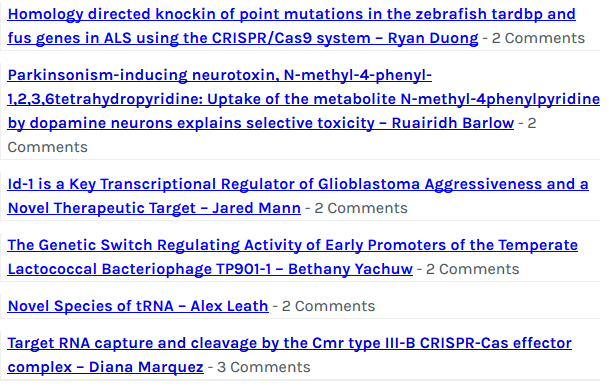 Homology directed knockin of point mutations in the zebrafish tardbp and
fus genes in ALS using the CRISPR/Cas9 system – Ryan Duong - 2 Comments
Parkinsonism-inducing neurotoxin, N-methyl-4-phenyl-
1,2,3,6tetrahydropyridine: Uptake of the metabolite N-methyl-4phenylpyridine
by dopamine neurons explains selective toxicity – Ruairidh Barlow - 2
Comments
Id-1 is a Key Transcriptional Regulator of Glioblastoma Aggressiveness and a
Novel Therapeutic Target – Jared Mann - 2 Comments
The Genetic Switch Regulating Activity of Early Promoters of the Temperate
Lactococcal Bacteriophage TP901-1 – Bethany Yachuw - 2 Comments
Novel Species of tRNA – Alex Leath - 2 Comments
Target RNA capture and cleavage by the Cmr type III-B CRISPR-Cas effector
complex – Diana Marquez - 3 Comments